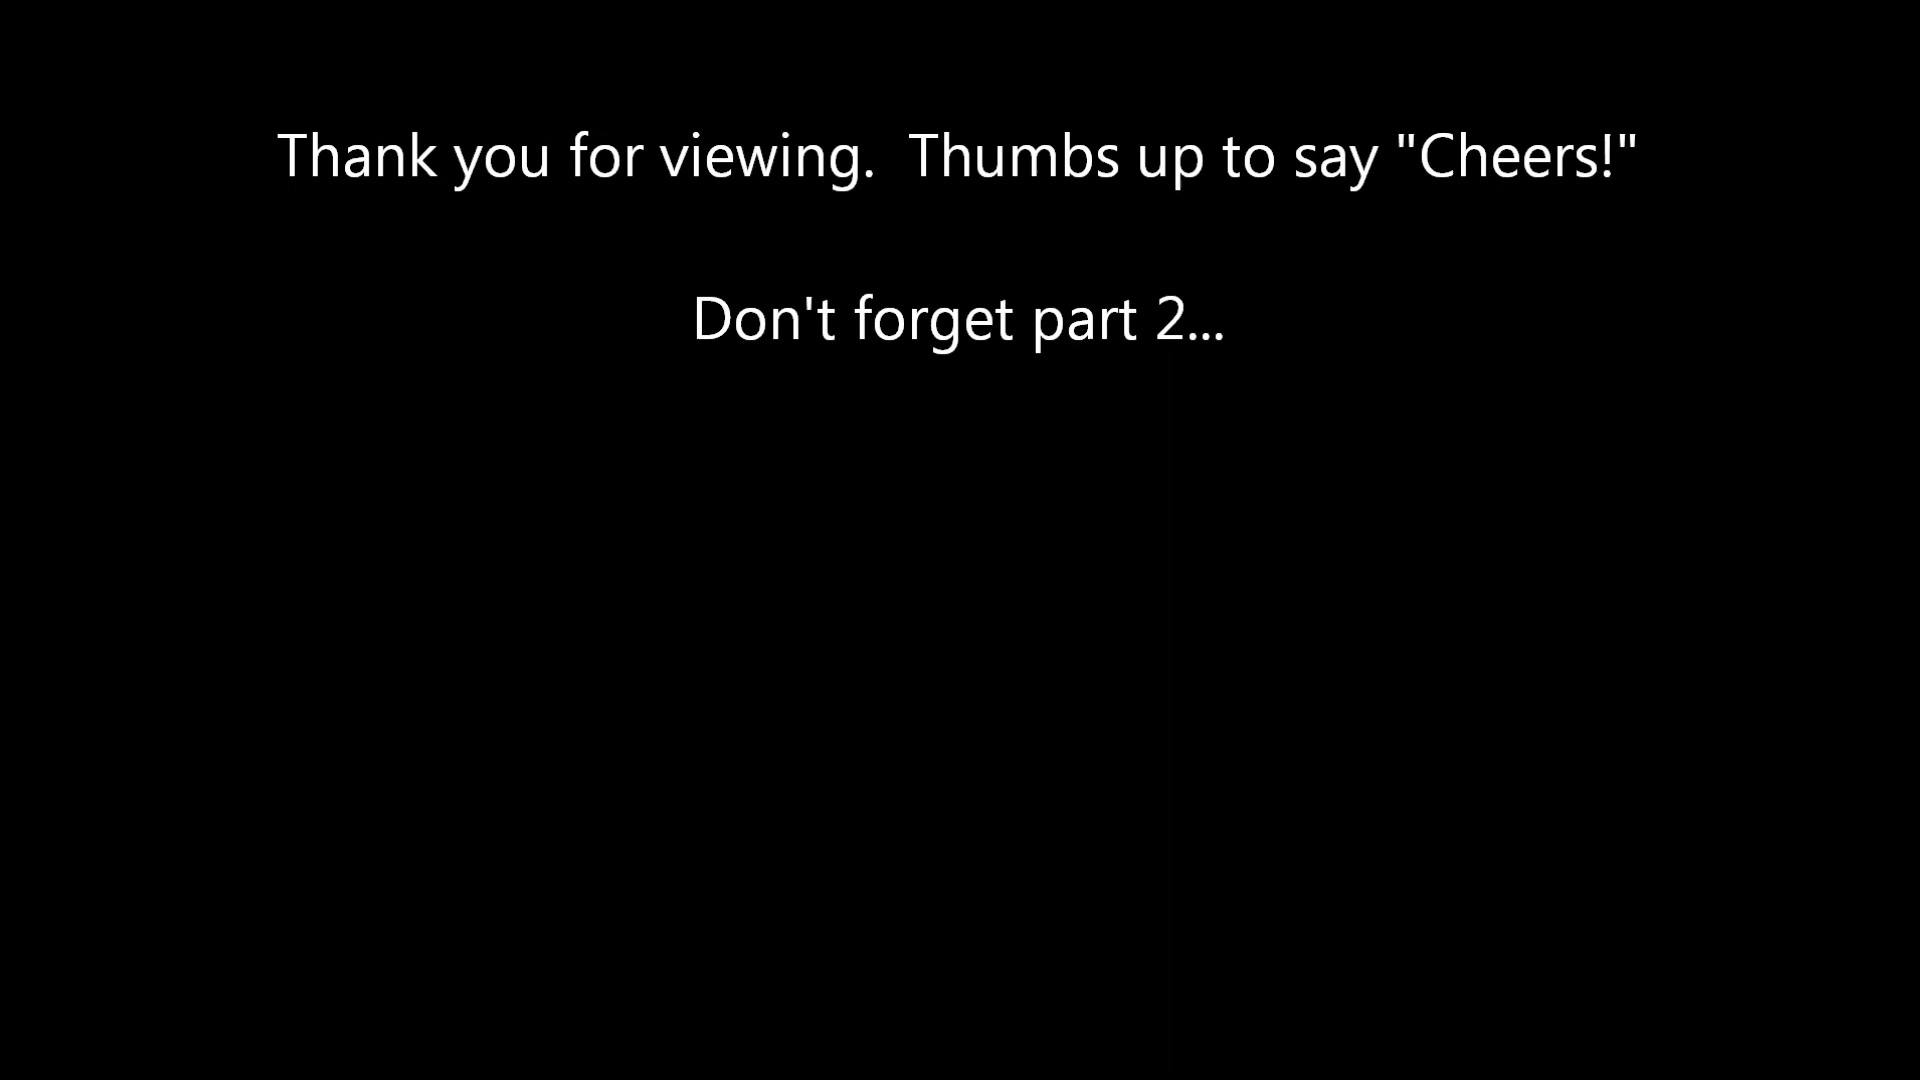 Thank you for viewing.  Thumbs up to say "Cheers!"
Don't forget part 2...